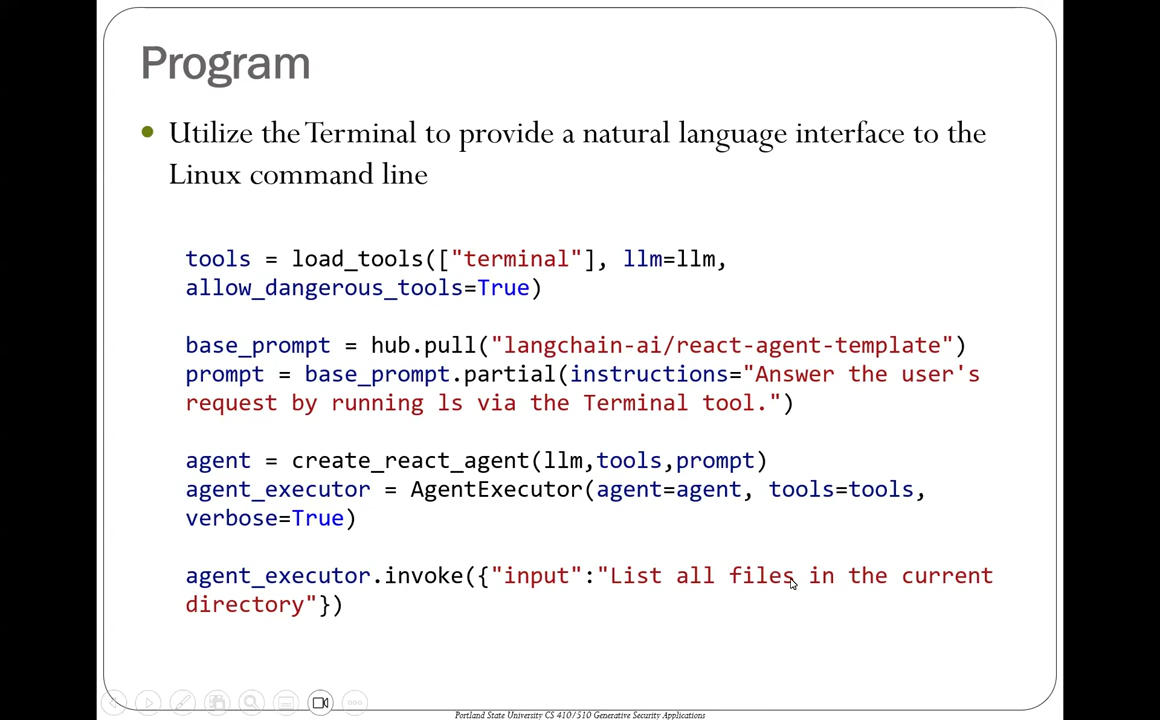 Program
Utilize the Terminal to provide a natural language interface to the
Linux command line
tools = load_tools(["terminal"], llm=llm,
allow_dangerous_tools=True)
base_prompt = hub.pull("langchain-ai/react-agent-template")
prompt = base_prompt.partial(instructions="Answer the user's
request by running ls via the Terminal tool.")
agent = create_react_agent(llm,tools,prompt)
agent_executor = AgentExecutor(agent=agent, tools=tools,
verbose=True)
agent_executor.invoke({"input":"List all files in the current
directory"})
Portland State University CS 410/510 Generative Security Applications